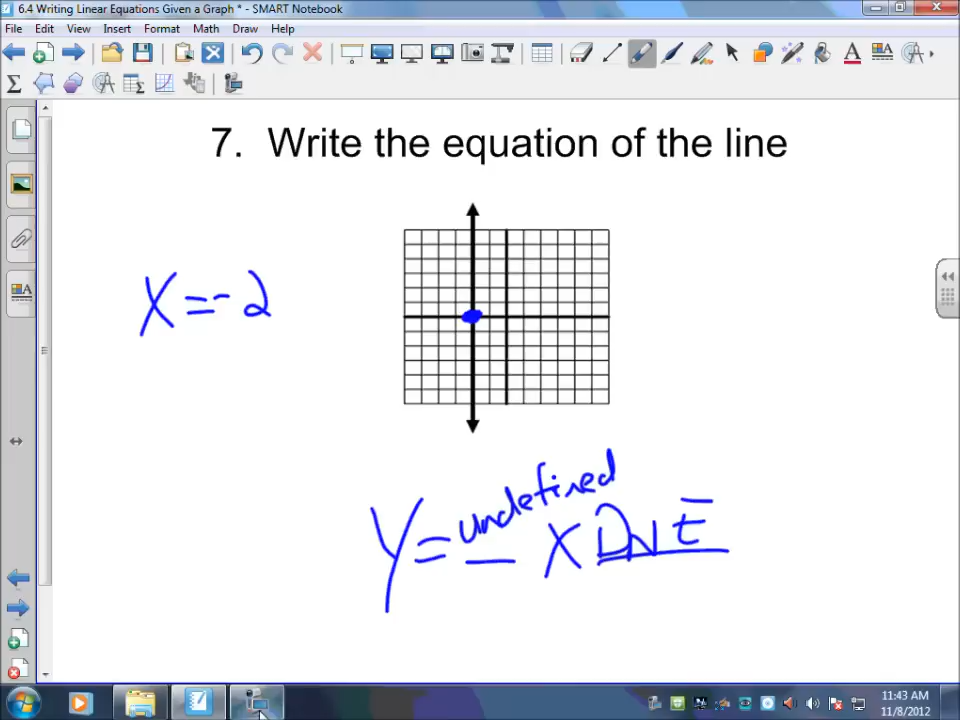 6.4 Writing Linear Equations Given a Graph * - SMART Notebook
File Edit View Insert Format Math Draw Help
7. Write the equation of the line
X = -2
undefined
Y = _ X DNE
11:43 AM
11/8/2012